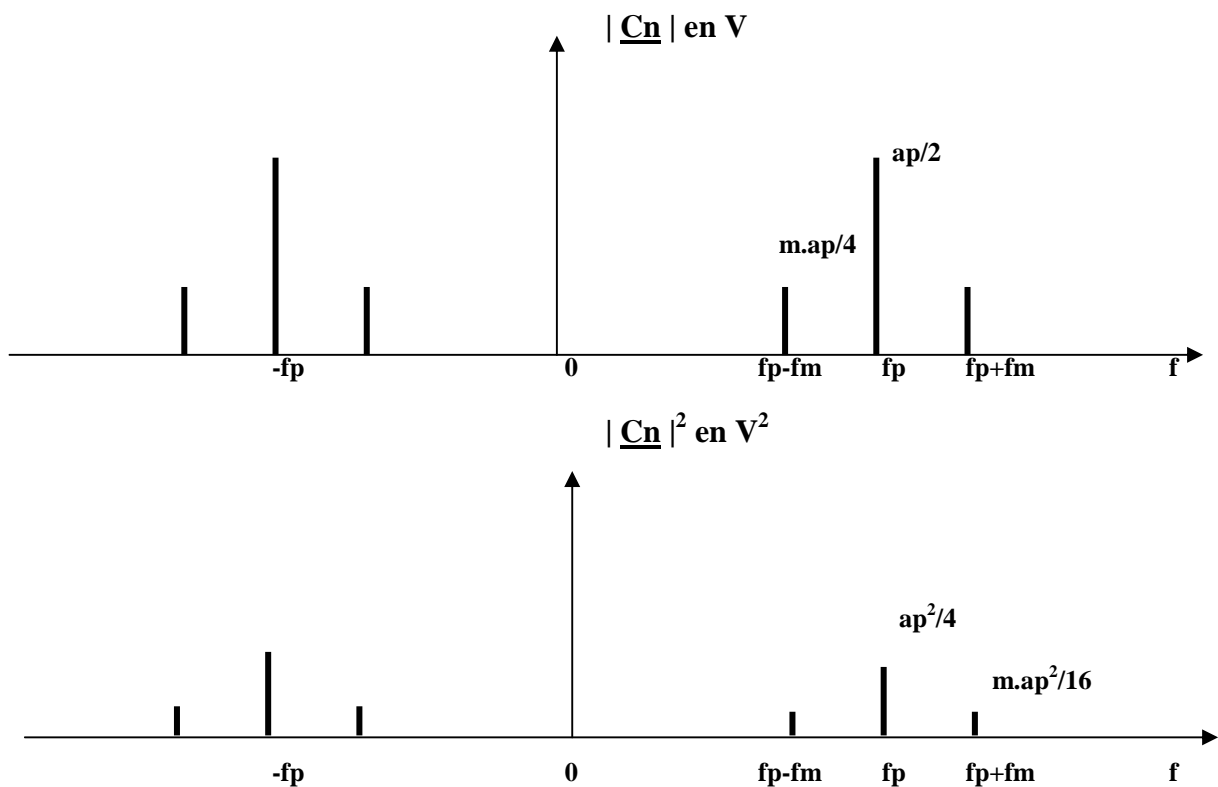 | Cn | en V
ap/2
m.ap/4
-fp 0 fp-fm fp fp+fm f
| Cn |² en V²
ap²/4
m.ap²/16
-fp 0 fp-fm fp fp+fm f